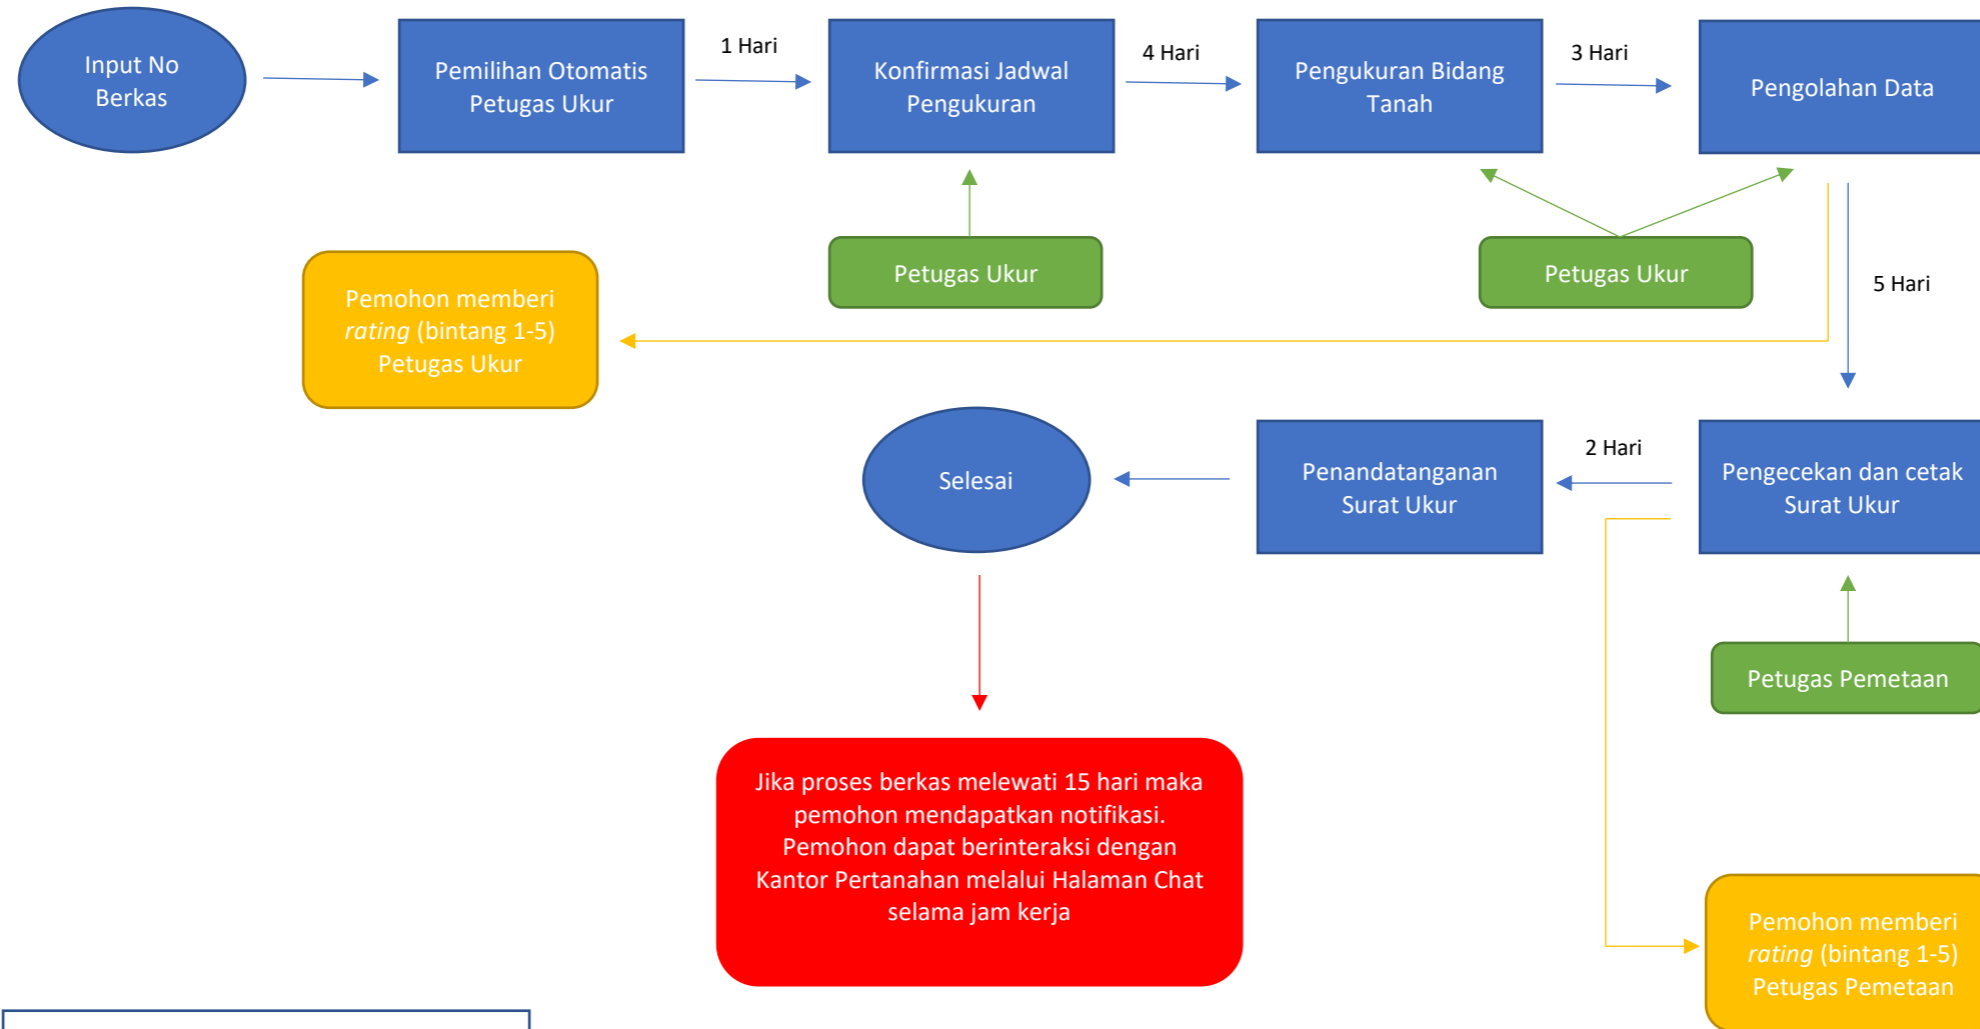 Input No
Berkas
Pemilihan Otomatis
Petugas Ukur
1 Hari
Konfirmasi Jadwal
Pengukuran
4 Hari
Pengukuran Bidang
Tanah
3 Hari
Pengolahan Data
Petugas Ukur
Petugas Ukur
5 Hari
Pemohon memberi
rating (bintang 1-5)
Petugas Ukur
Selesai
Penandatanganan
Surat Ukur
2 Hari
Pengecekan dan cetak
Surat Ukur
Petugas Pemetaan
Jika proses berkas melewati 15 hari maka
pemohon mendapatkan notifikasi.
Pemohon dapat berinteraksi dengan
Kantor Pertanahan melalui Halaman Chat
selama jam kerja
Pemohon memberi
rating (bintang 1-5)
Petugas Pemetaan